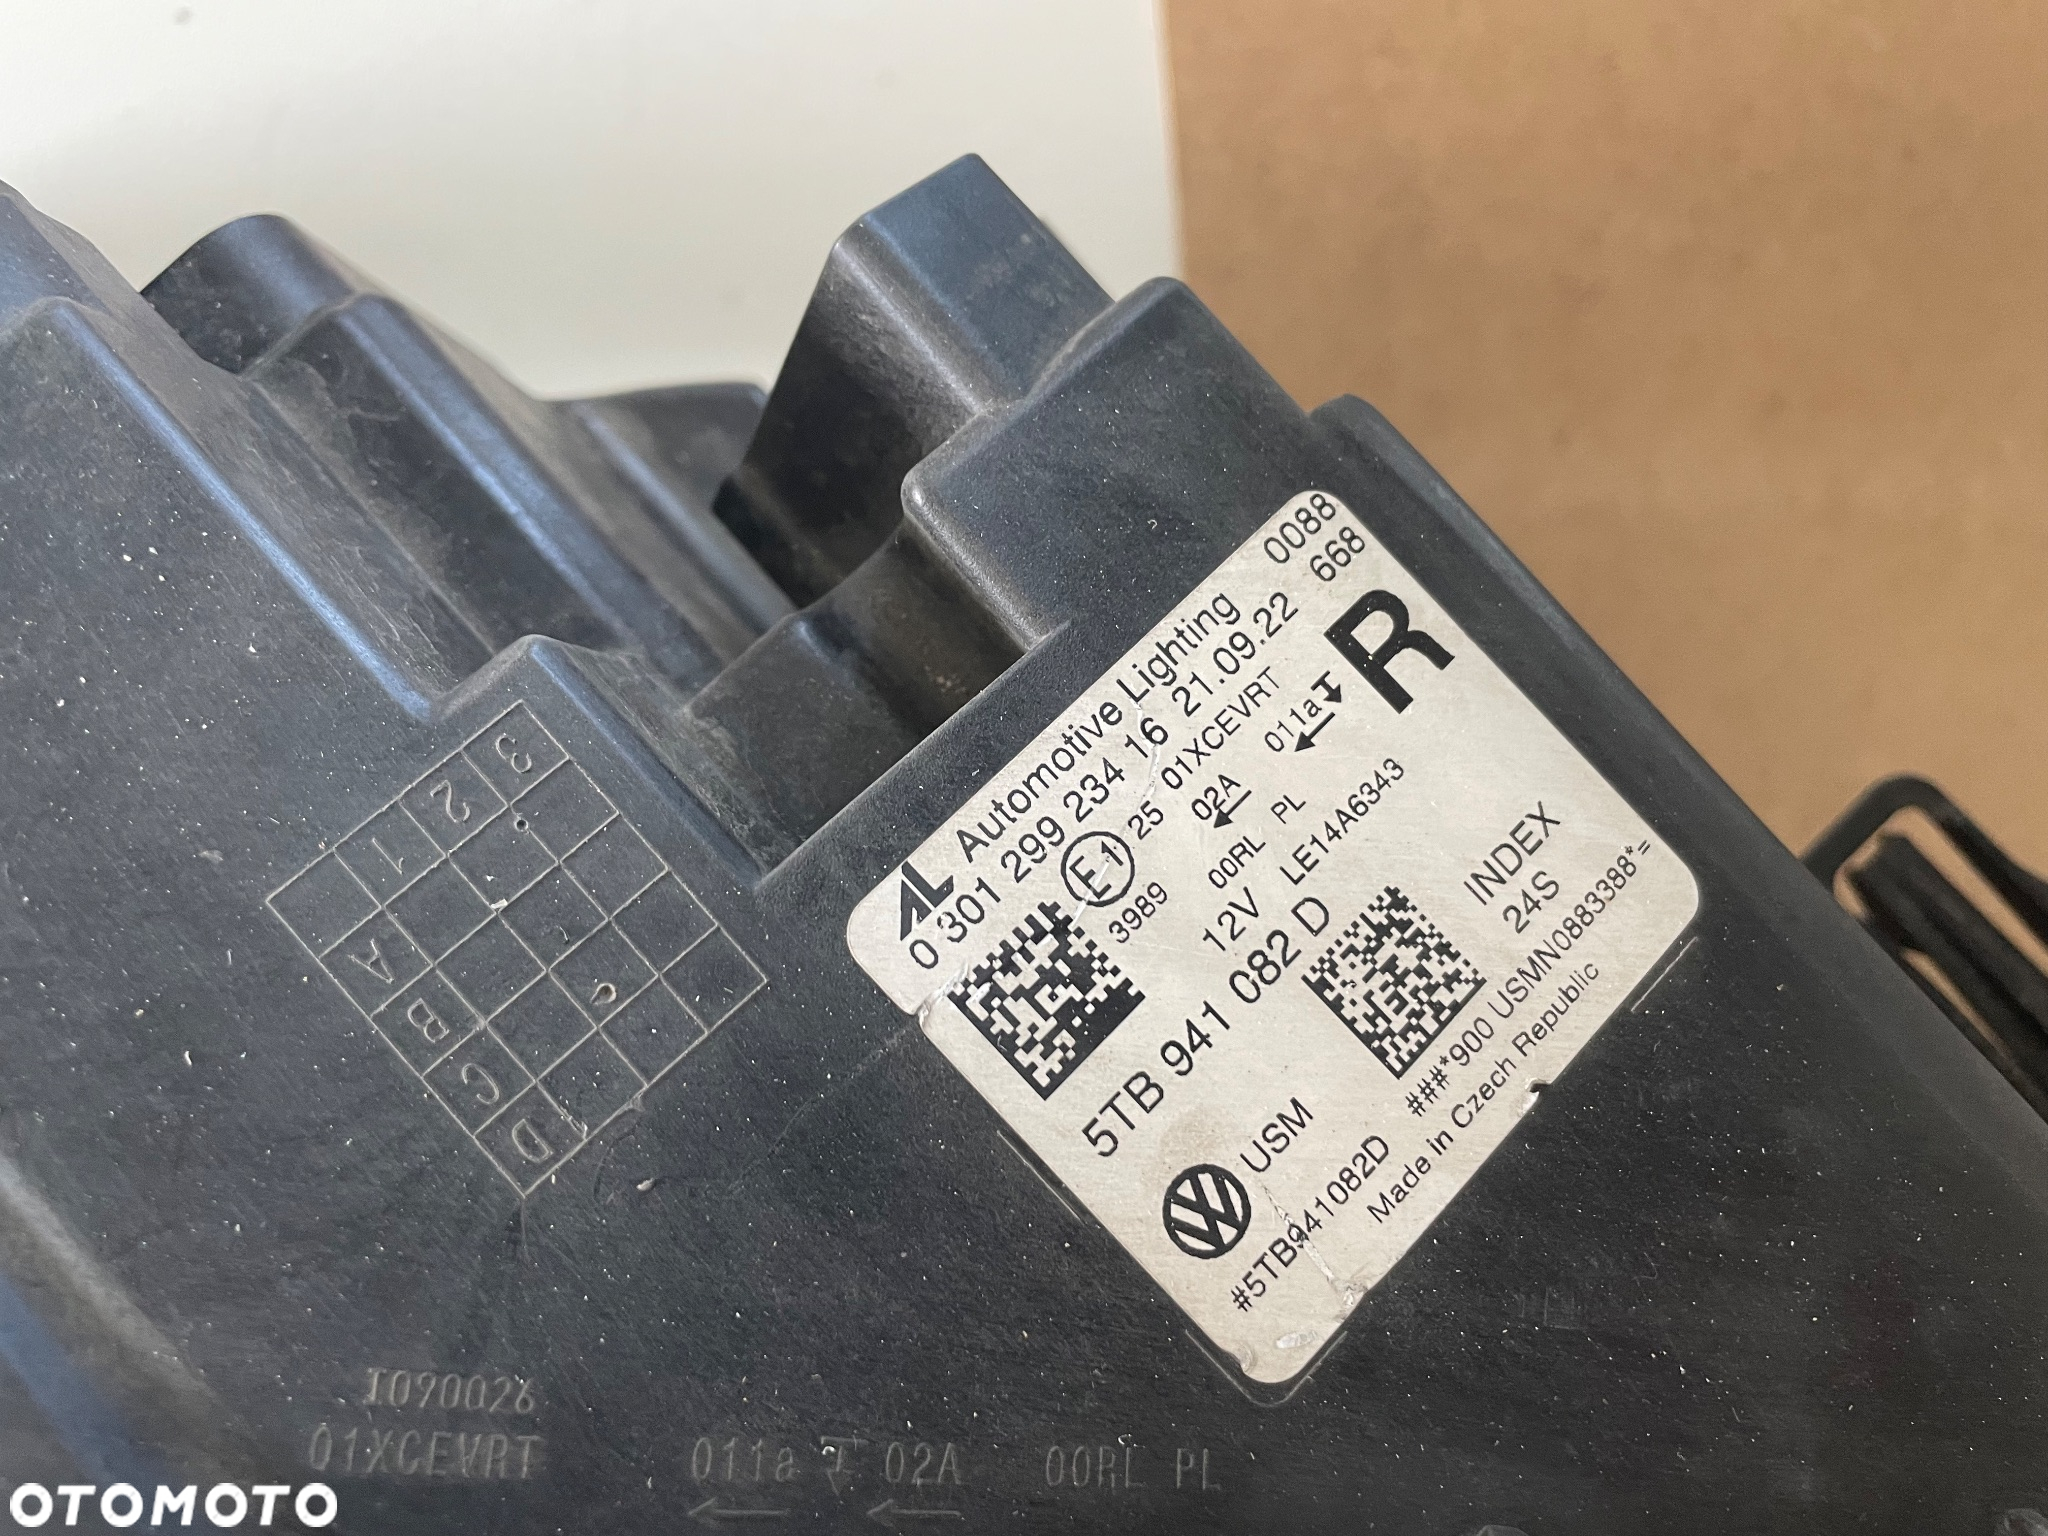 AL Automotive Lighting 0088
0 301 299 234 16 21.09.22 668
E1 25 01XCEVRT R
3989 02A 011a
00RL PL
12V LE14A6343
5TB 941 082 D INDEX
24S
VW USM ###*900 USMN0883388*=
#5TB941082D Made in Czech Republic
1 2 3
A
B
C
D
I090026
01XCEVRT 011a 02A 00RL PL
OTOMOTO